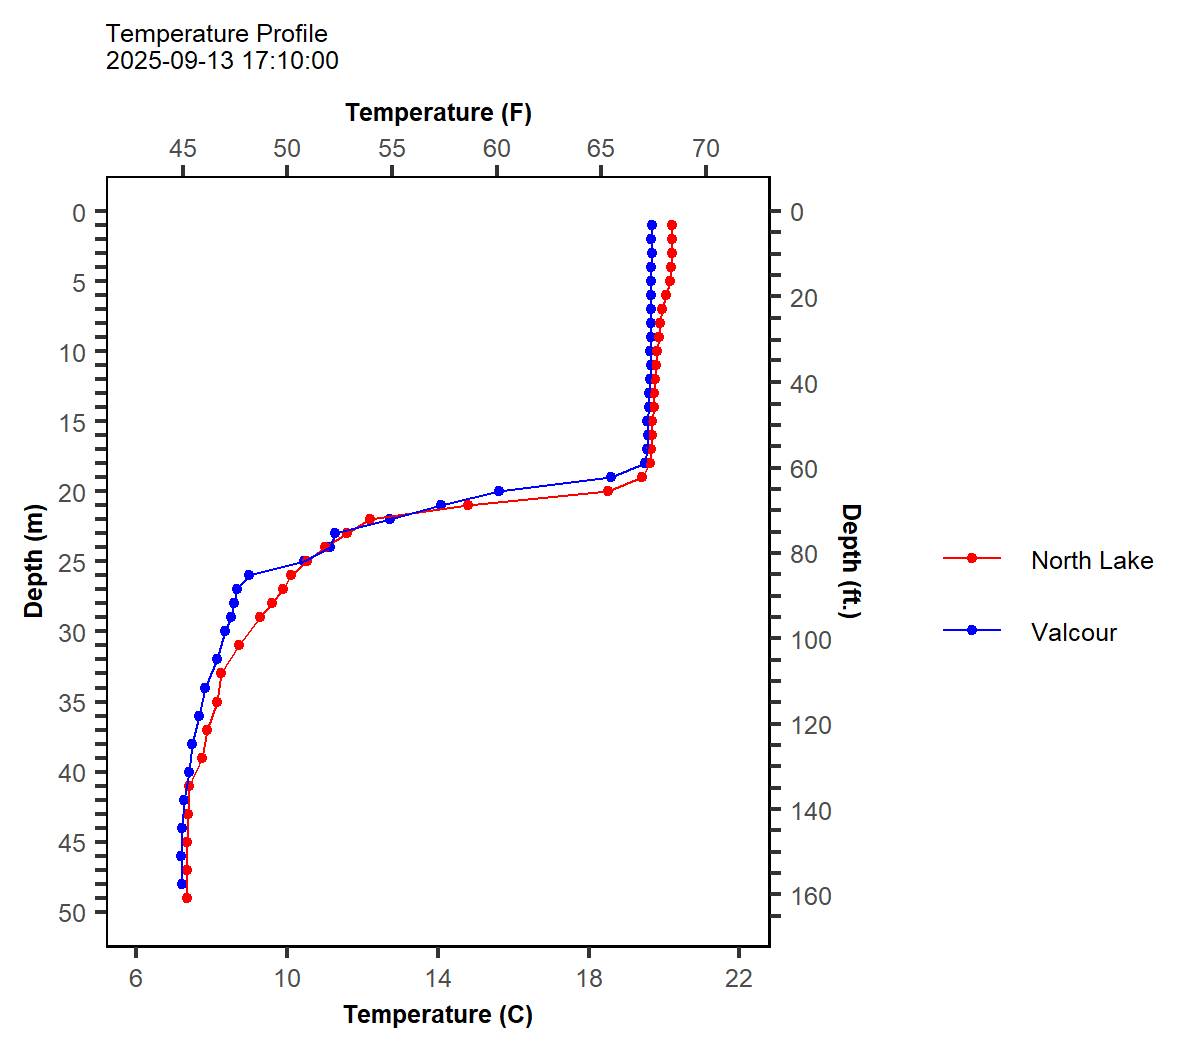 Temperature Profile
2025-09-13 17:10:00
Temperature (F)
45 50 55 60 65 70
0 5 10 15 20 25 30 35 40 45 50
Depth (m)
0 20 40 60 80 100 120 140 160
Depth (ft.)
North Lake
Valcour
6 10 14 18 22
Temperature (C)